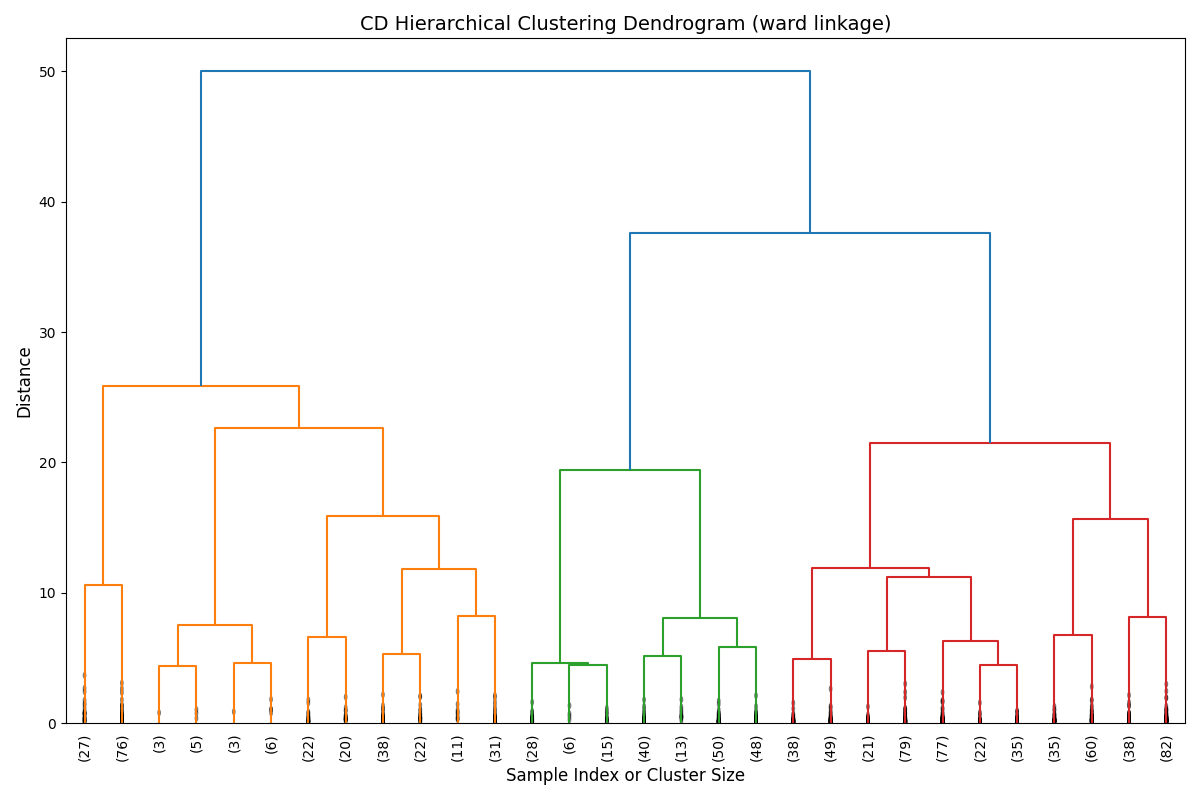 CD Hierarchical Clustering Dendrogram (ward linkage)
50
40
30
20
10
0
Distance
(27) (76) (3) (5) (3) (6) (22) (20) (38) (22) (11) (31) (28) (6) (15) (40) (13) (50) (48) (38) (49) (21) (79) (77) (22) (35) (35) (60) (38) (82)
Sample Index or Cluster Size